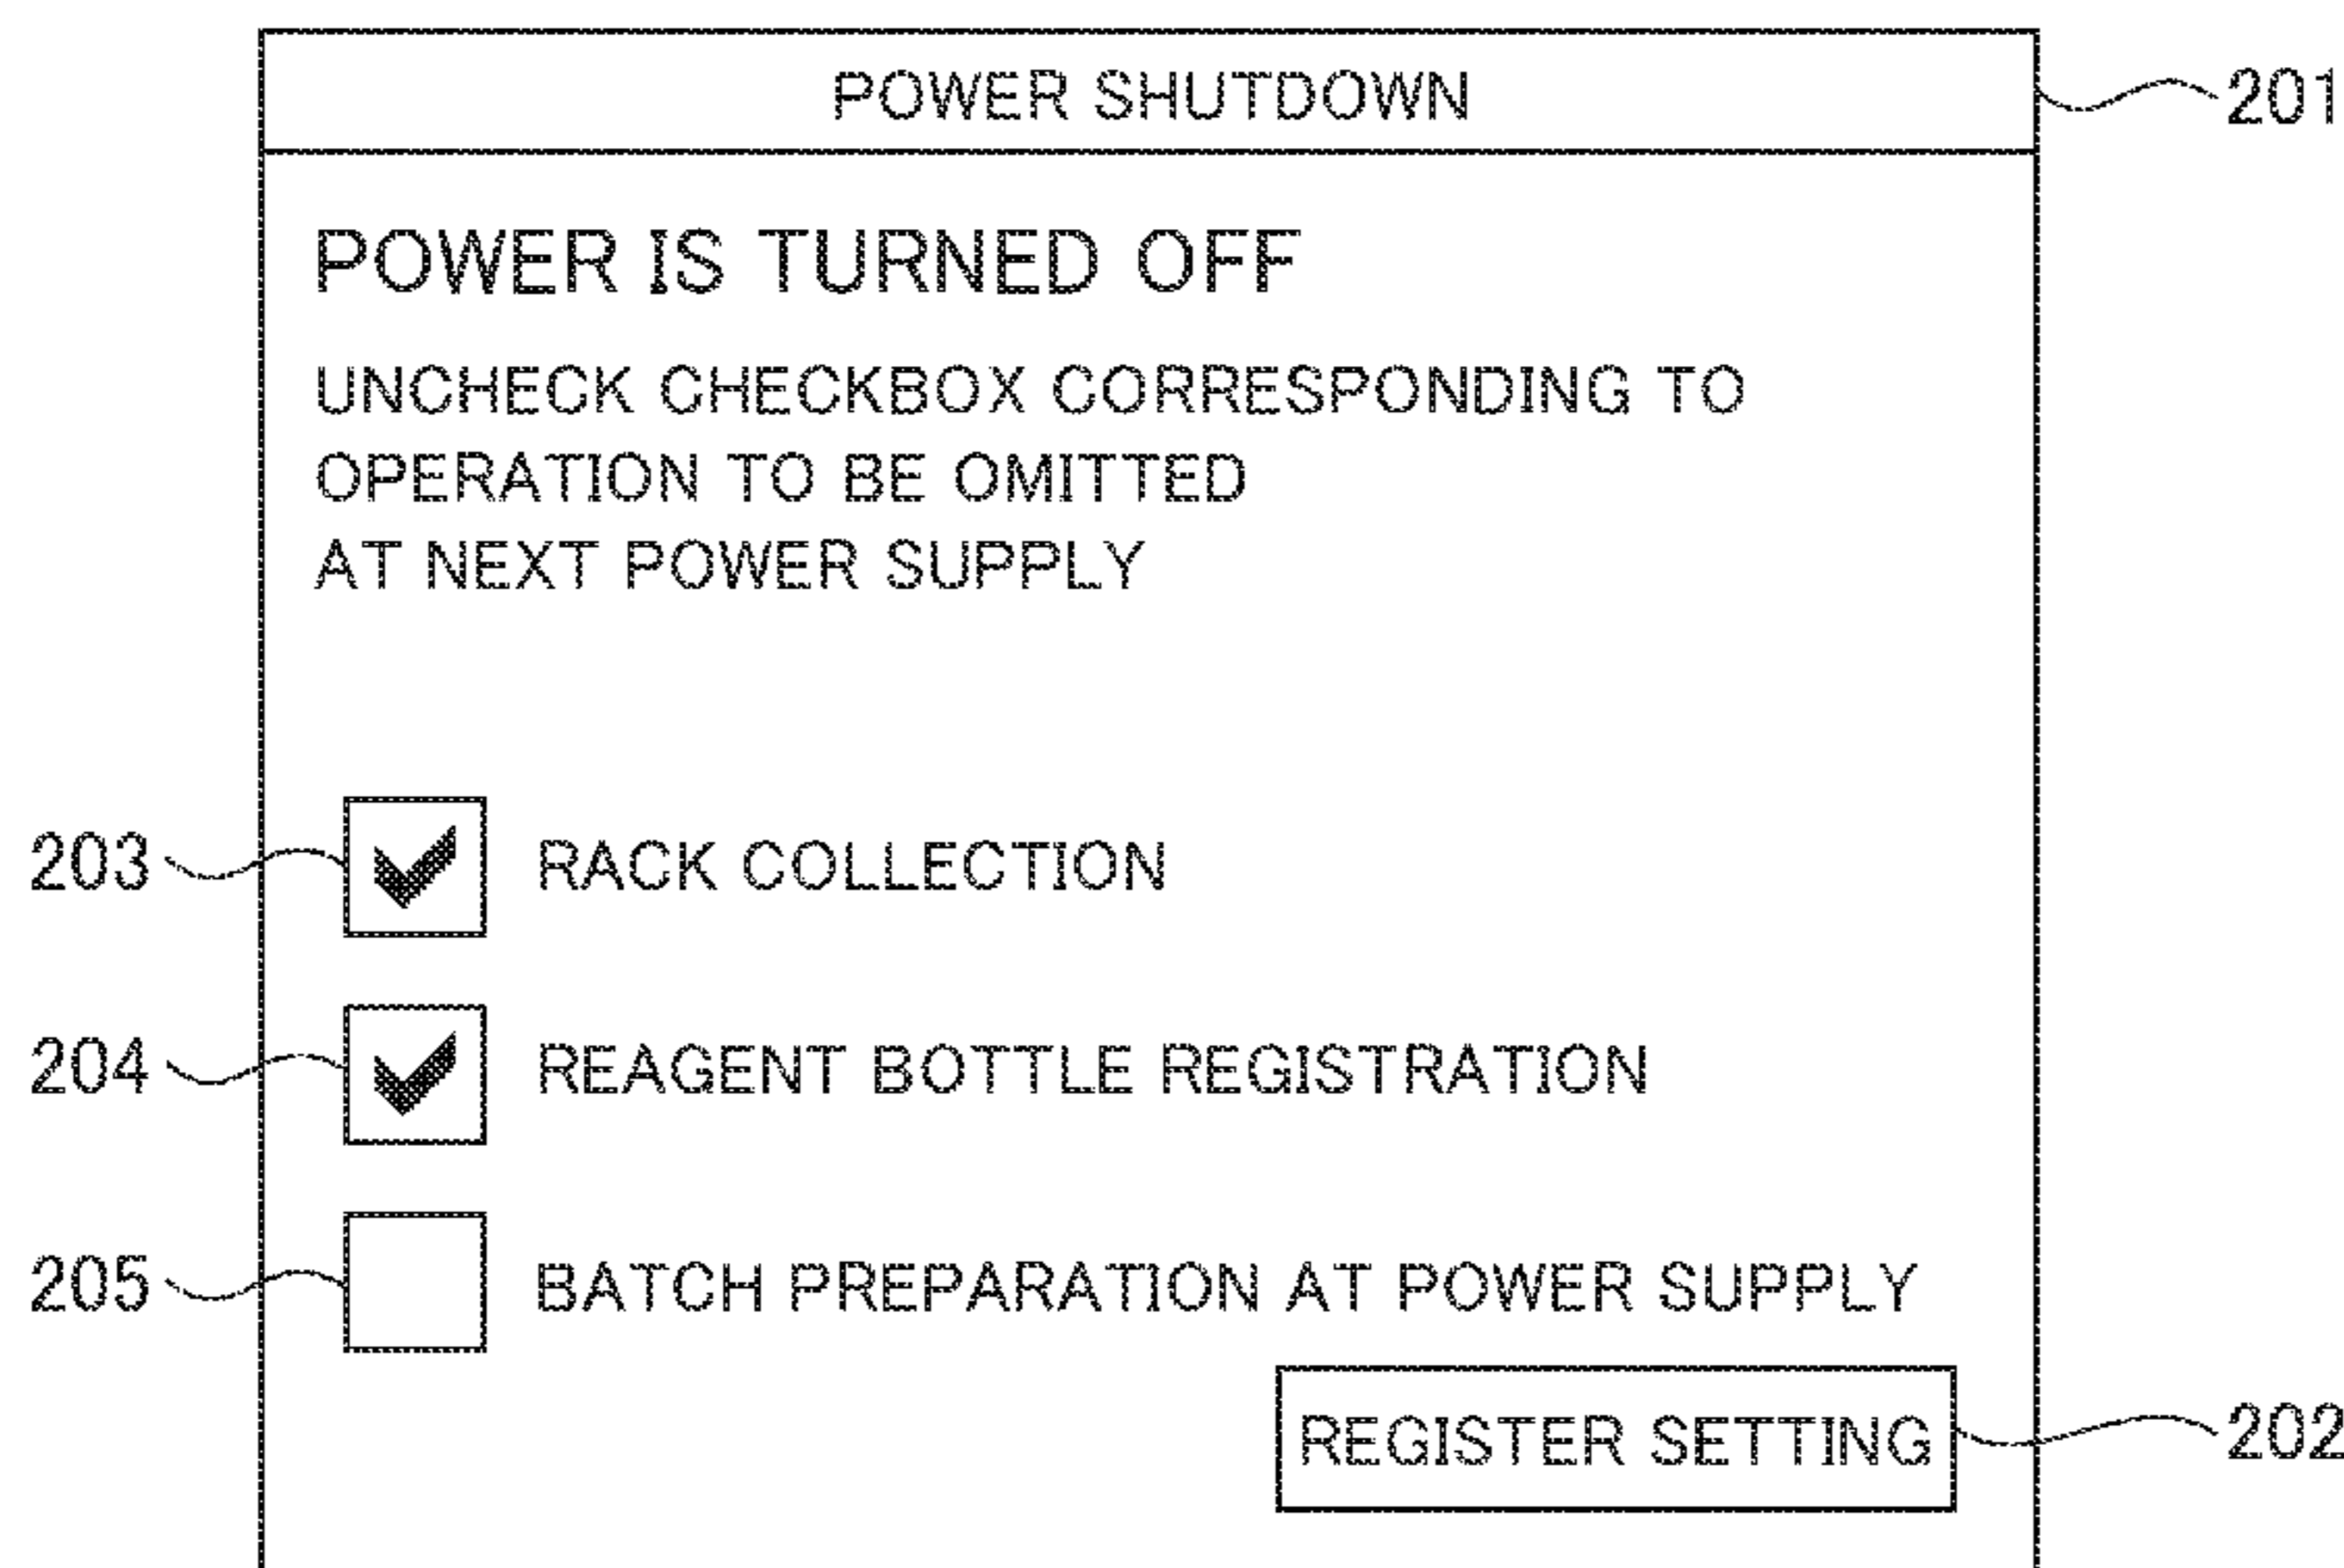 POWER SHUTDOWN
201
POWER IS TURNED OFF
UNCHECK CHECKBOX CORRESPONDING TO
OPERATION TO BE OMITTED
AT NEXT POWER SUPPLY
203
RACK COLLECTION
204
REAGENT BOTTLE REGISTRATION
205
BATCH PREPARATION AT POWER SUPPLY
REGISTER SETTING
202